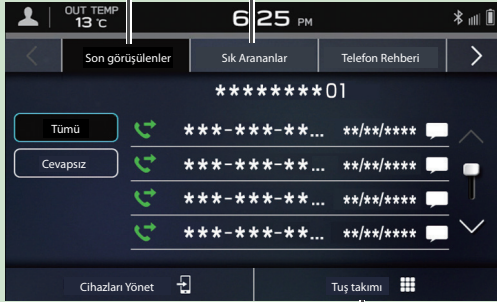 OUT TEMP
13 °C
6 25 PM
Son görüşülenler
Sık Arananlar
Telefon Rehberi
********01
Tümü
***-***-**... **/**/****
Cevapsız
***-***-**... **/**/****
***-***-**... **/**/****
***-***-**... **/**/****
Cihazları Yönet
Tuş takımı